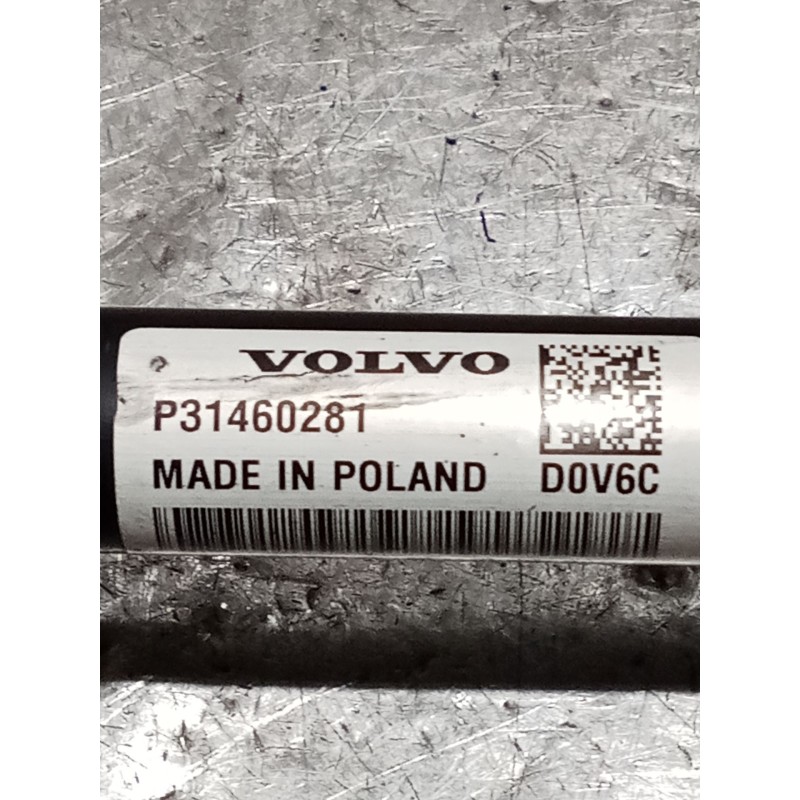 VOLVO
P31460281
MADE IN POLAND D0V6C